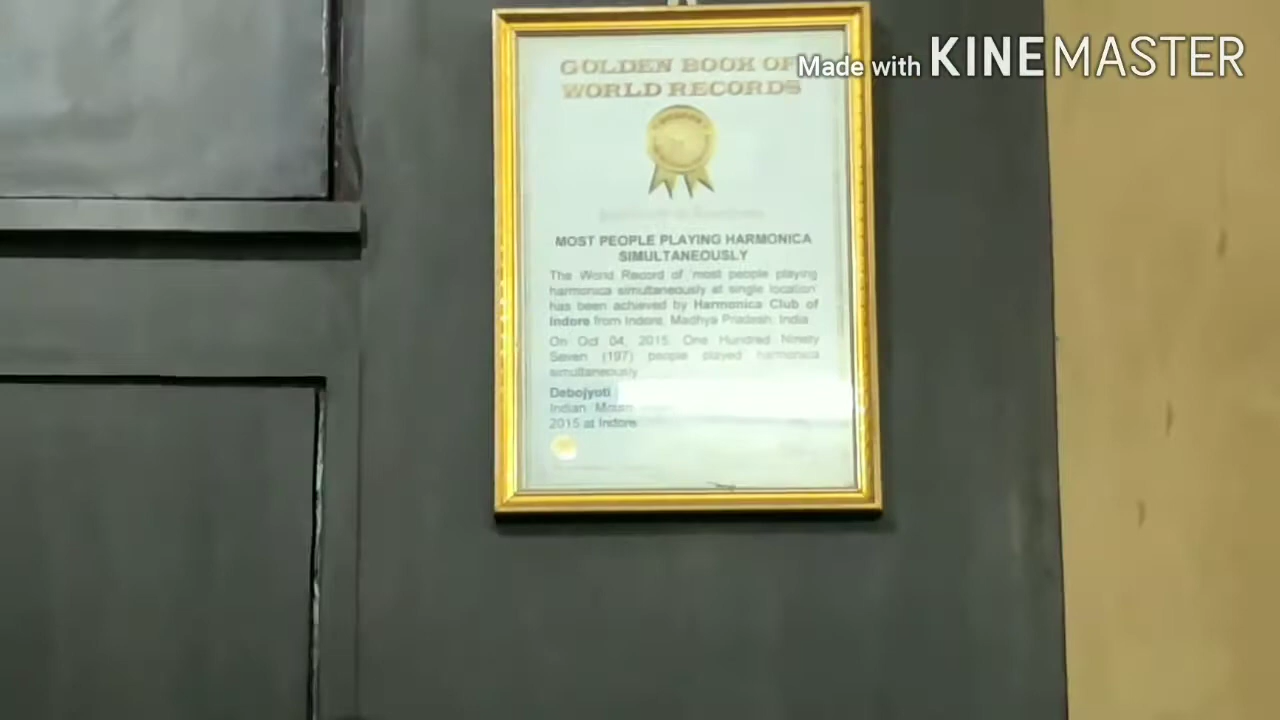 Made with KINEMASTER
GOLDEN BOOK OF
WORLD RECORDS
MOST PEOPLE PLAYING HARMONICA
SIMULTANEOUSLY
The World Record of 'most people playing
harmonica simultaneously at single location'
has been achieved by Harmonica Club of
Indore from Indore, Madhya Pradesh, India.
On Oct 04, 2015, One Hundred Ninety
Seven (197) people played harmonica
simultaneously.
Debojyoti
Indian
2015 at Indore